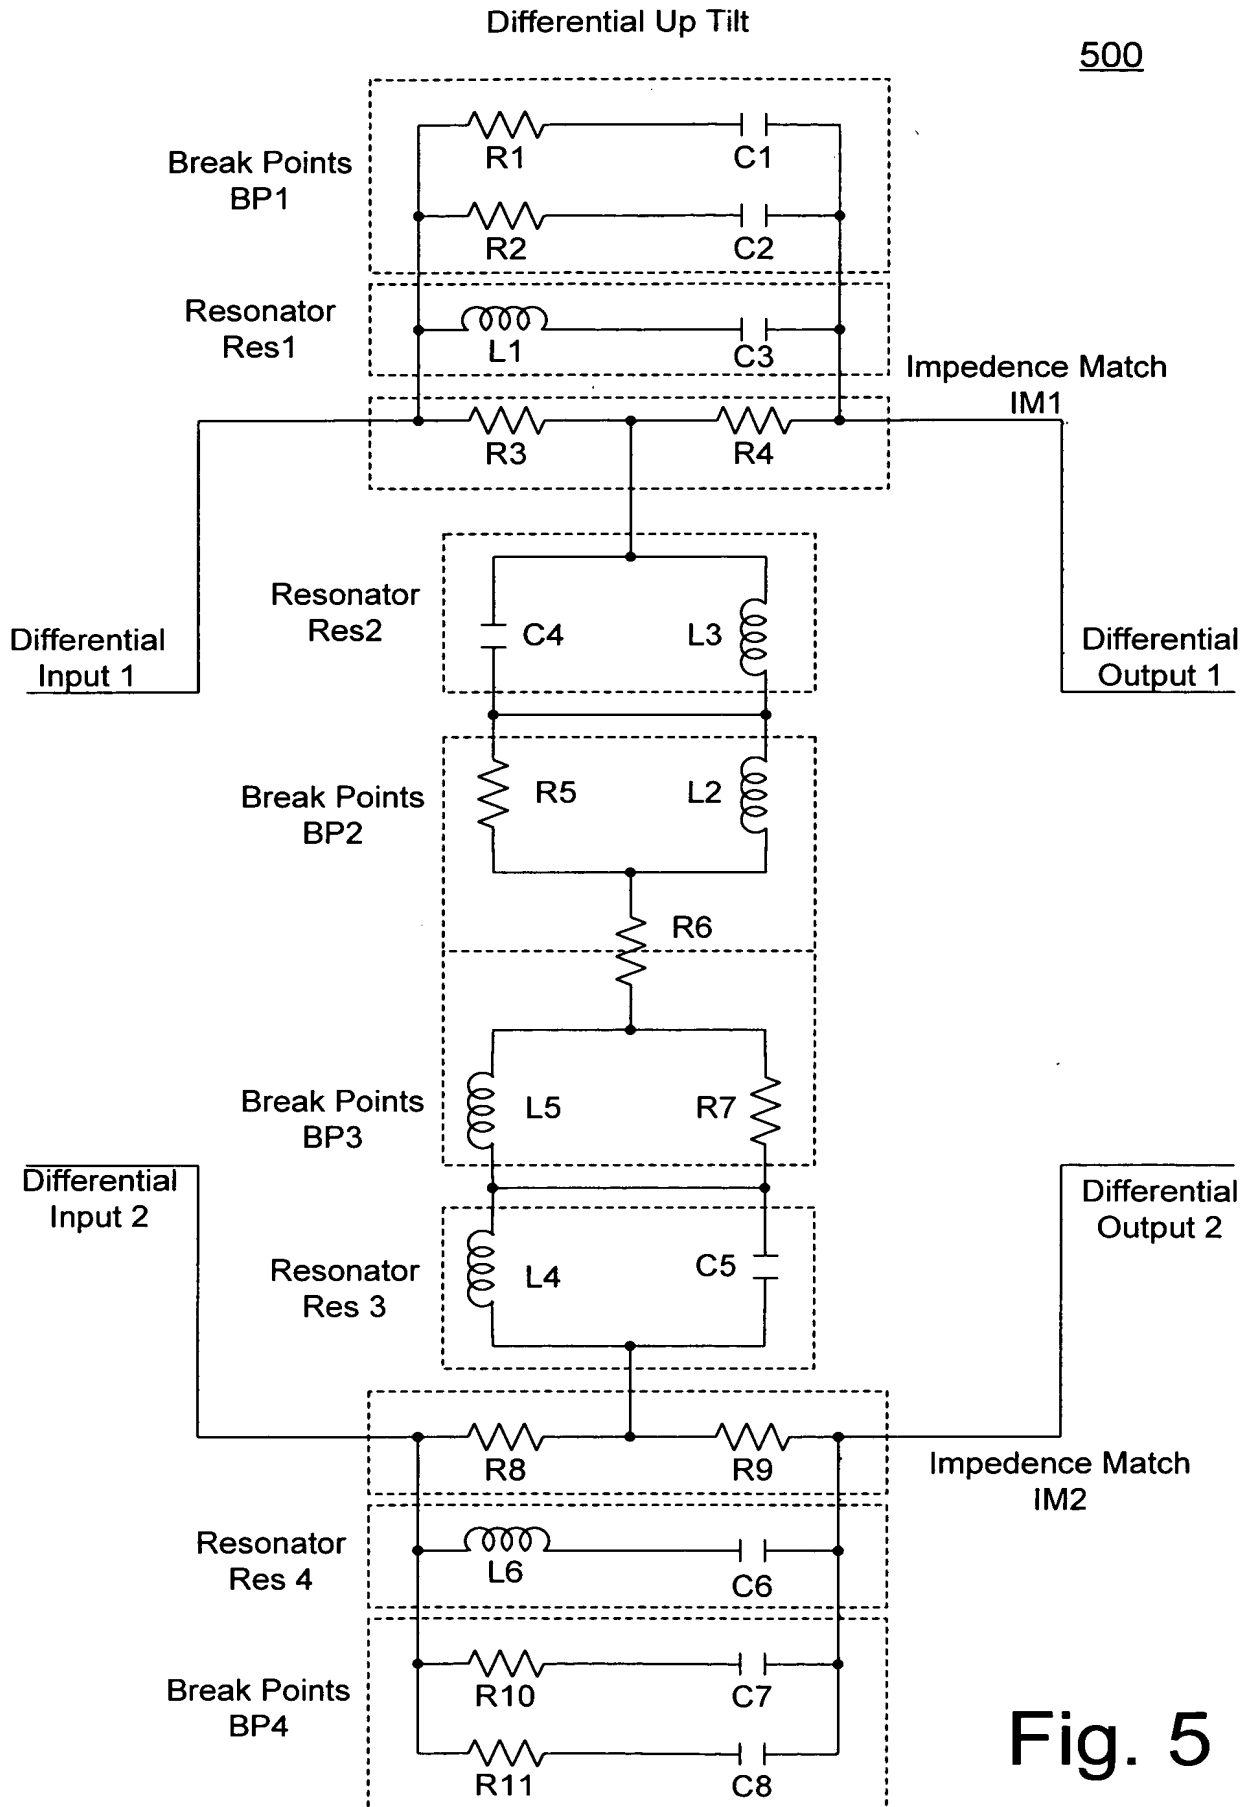 Differential Up Tilt
500
Break Points
BP1
R1
C1
R2
C2
Resonator
Res1
L1
C3
Impedence Match
IM1
R3
R4
Resonator
Res2
C4
L3
Differential
Input 1
Differential
Output 1
Break Points
BP2
R5
L2
R6
Break Points
BP3
L5
R7
Differential
Input 2
Differential
Output 2
Resonator
Res 3
L4
C5
R8
R9
Impedence Match
IM2
Resonator
Res 4
L6
C6
Break Points
BP4
R10
C7
R11
C8
Fig. 5